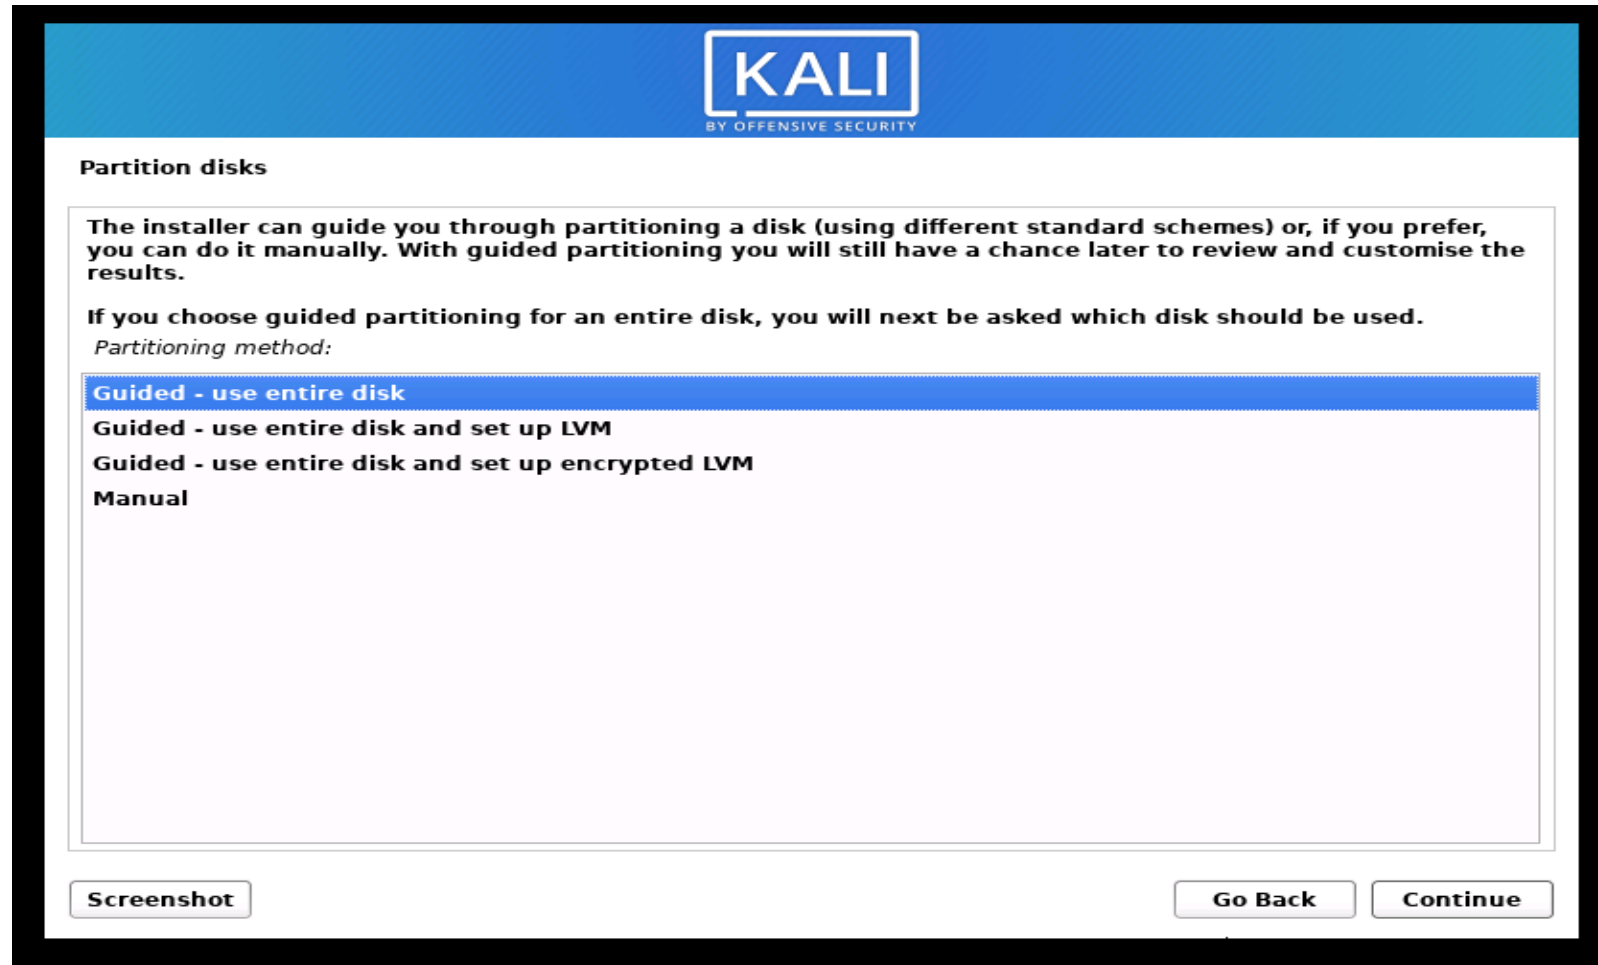 KALI
BY OFFENSIVE SECURITY
Partition disks
The installer can guide you through partitioning a disk (using different standard schemes) or, if you prefer,
you can do it manually. With guided partitioning you will still have a chance later to review and customise the
results.
If you choose guided partitioning for an entire disk, you will next be asked which disk should be used.
Partitioning method:
Guided - use entire disk
Guided - use entire disk and set up LVM
Guided - use entire disk and set up encrypted LVM
Manual
Screenshot
Go Back
Continue